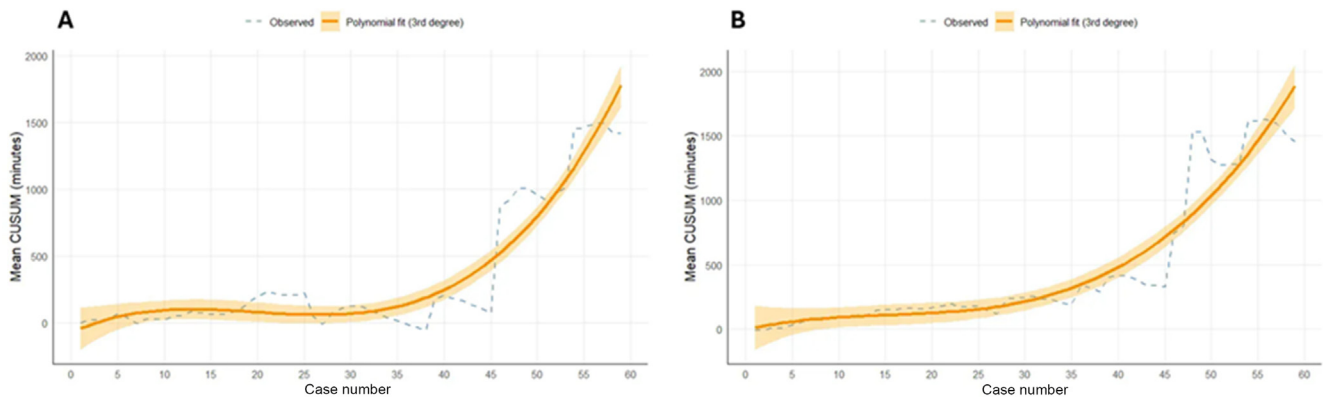 A
Observed Polynomial fit (3rd degree)
Mean CUSUM (minutes)
2000
1500
1000
500
0
0 5 10 15 20 25 30 35 40 45 50 55 60
Case number
B
Observed Polynomial fit (3rd degree)
Mean CUSUM (minutes)
2000
1500
1000
500
0
0 5 10 15 20 25 30 35 40 45 50 55 60
Case number